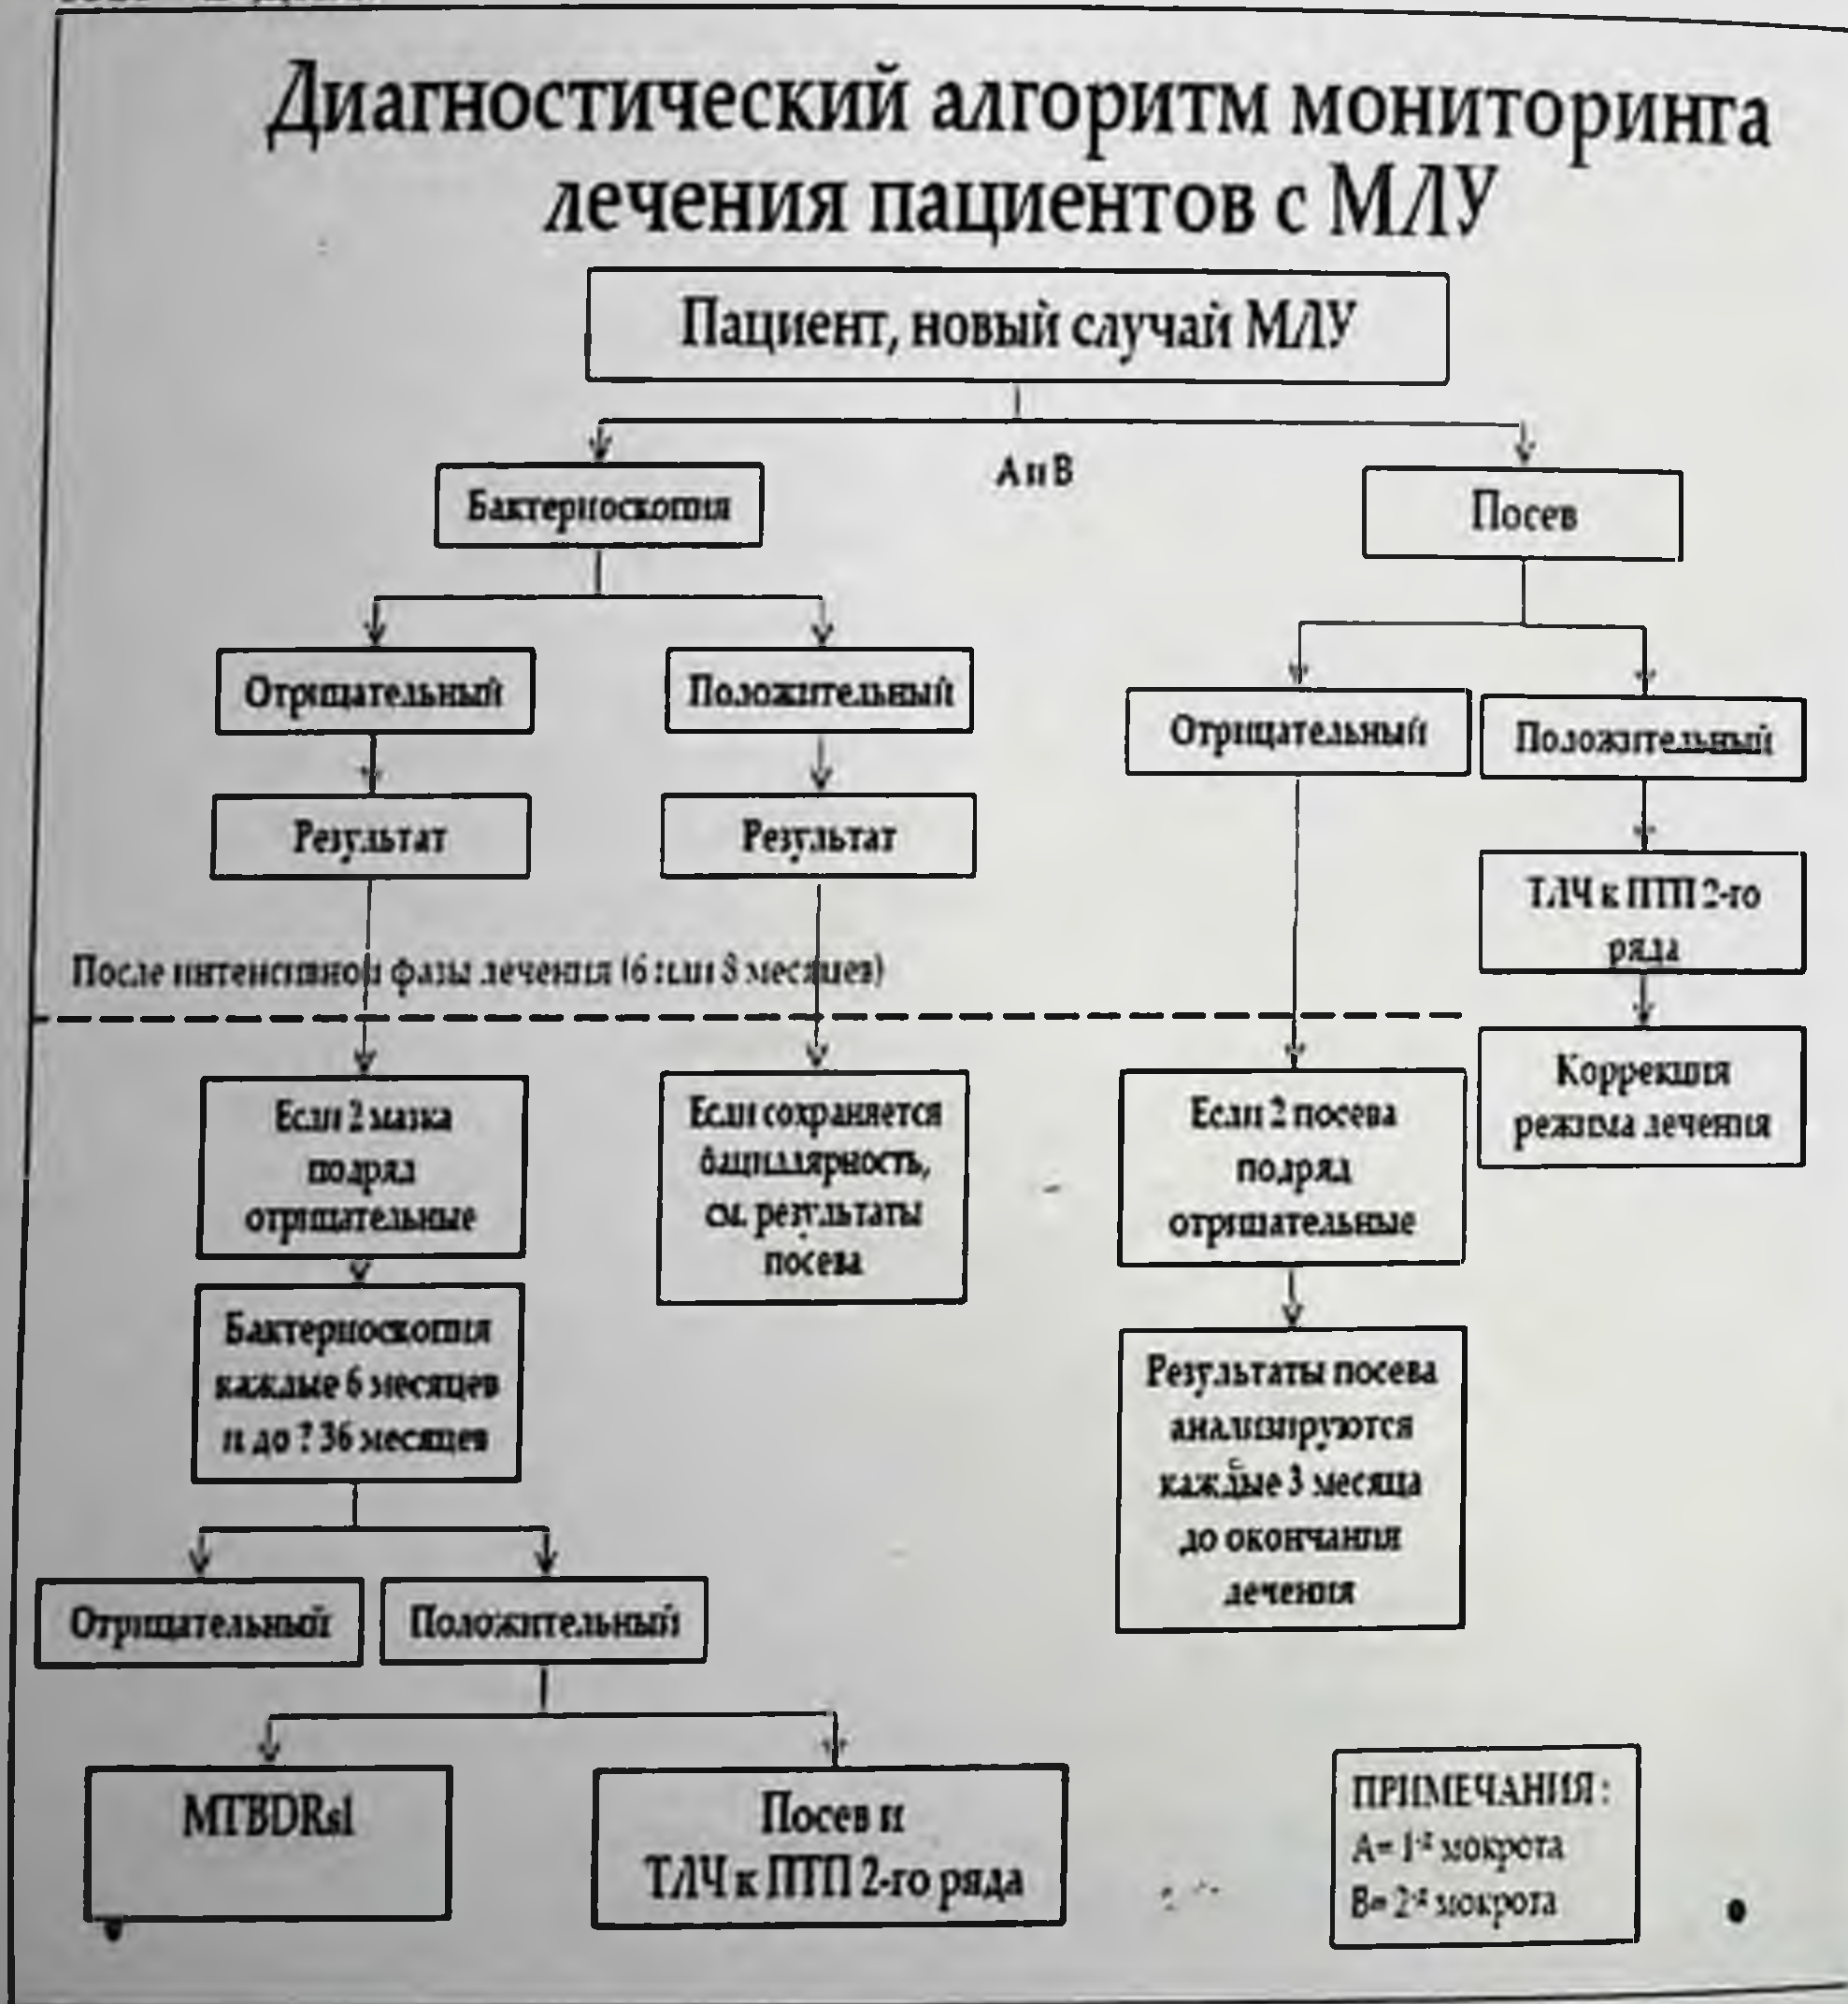 Диагностический алгоритм мониторинга
лечения пациентов с МЛУ
Пациент, новый случай МЛУ
А и В
Бактериоскопия
Посев
Отрицательный
Положительный
Отрицательный
Положительный
Результат
Результат
ТЛЧ к ПТП 2-го
ряда
После интенсивной фазы лечения (6 или 8 месяцев)
Коррекция
режима лечения
Если 2 мазка
подряд
отрицательные
Если сохраняется
бациллярность,
см. результаты
посева
Если 2 посева
подряд
отрицательные
Бактериоскопия
каждые 6 месяцев
и до ? 36 месяцев
Результаты посева
анализируются
каждые 3 месяца
до окончания
лечения
Отрицательный
Положительный
MTBDRsl
Посев и
ТЛЧ к ПТП 2-го ряда
ПРИМЕЧАНИЯ:
А= 1-я мокрота
В= 2-я мокрота